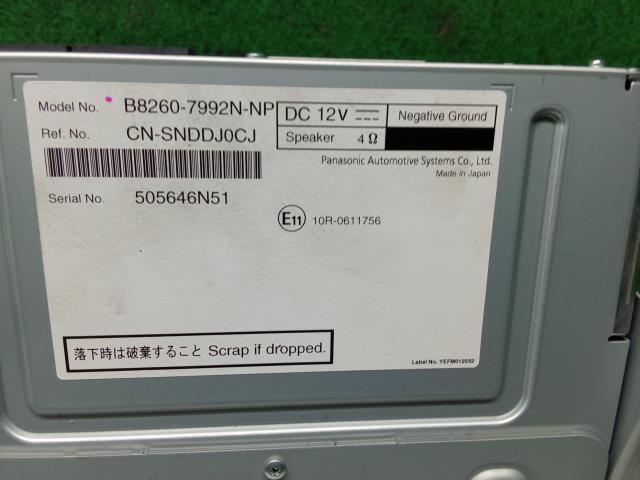 Model No. B8260-7992N-NP
DC 12V
Negative Ground
Ref. No. CN-SNDDJ0CJ
Speaker 4 Ω
Panasonic Automotive Systems Co., Ltd.
Made in Japan
Serial No. 505646N51
E11 10R-0611756
落下時は破棄すること Scrap if dropped.
Label No. YEFM012032